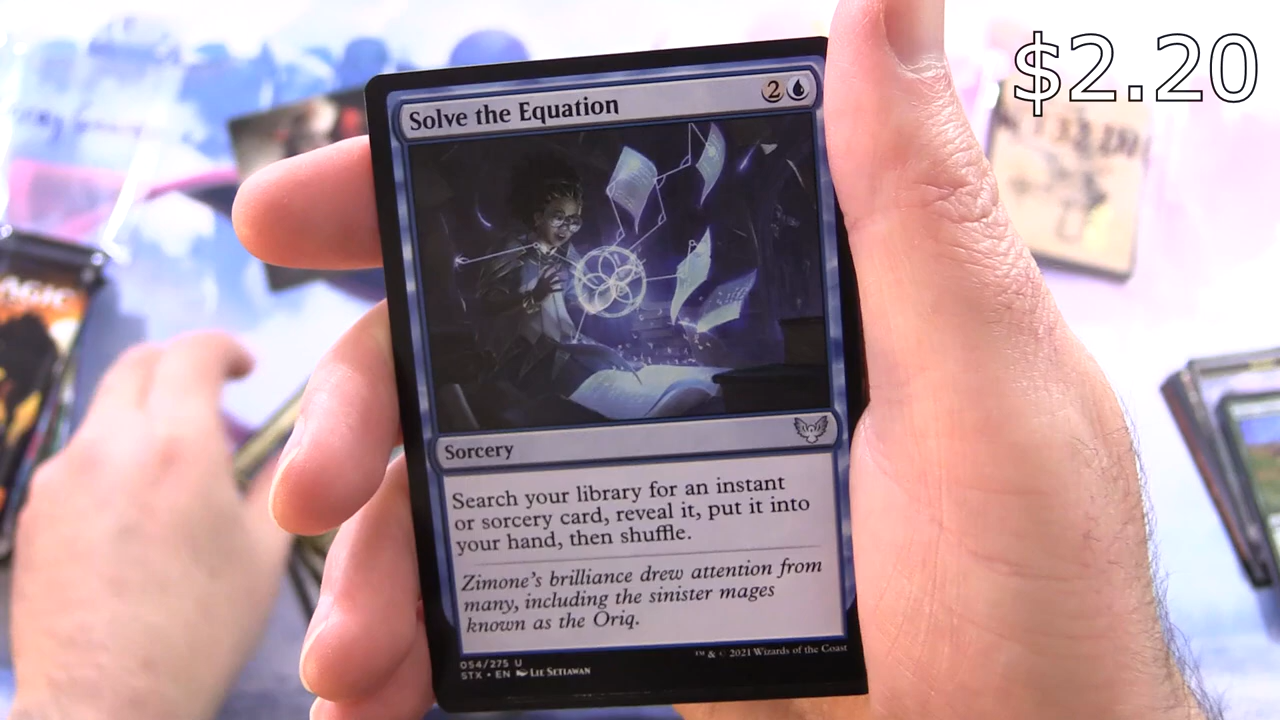 $2.20
Solve the Equation
2
Sorcery
Search your library for an instant
or sorcery card, reveal it, put it into
your hand, then shuffle.
Zimone's brilliance drew attention from
many, including the sinister mages
known as the Oriq.
054/275 U
STX • EN Lie Setiawan
™ & © 2021 Wizards of the Coast